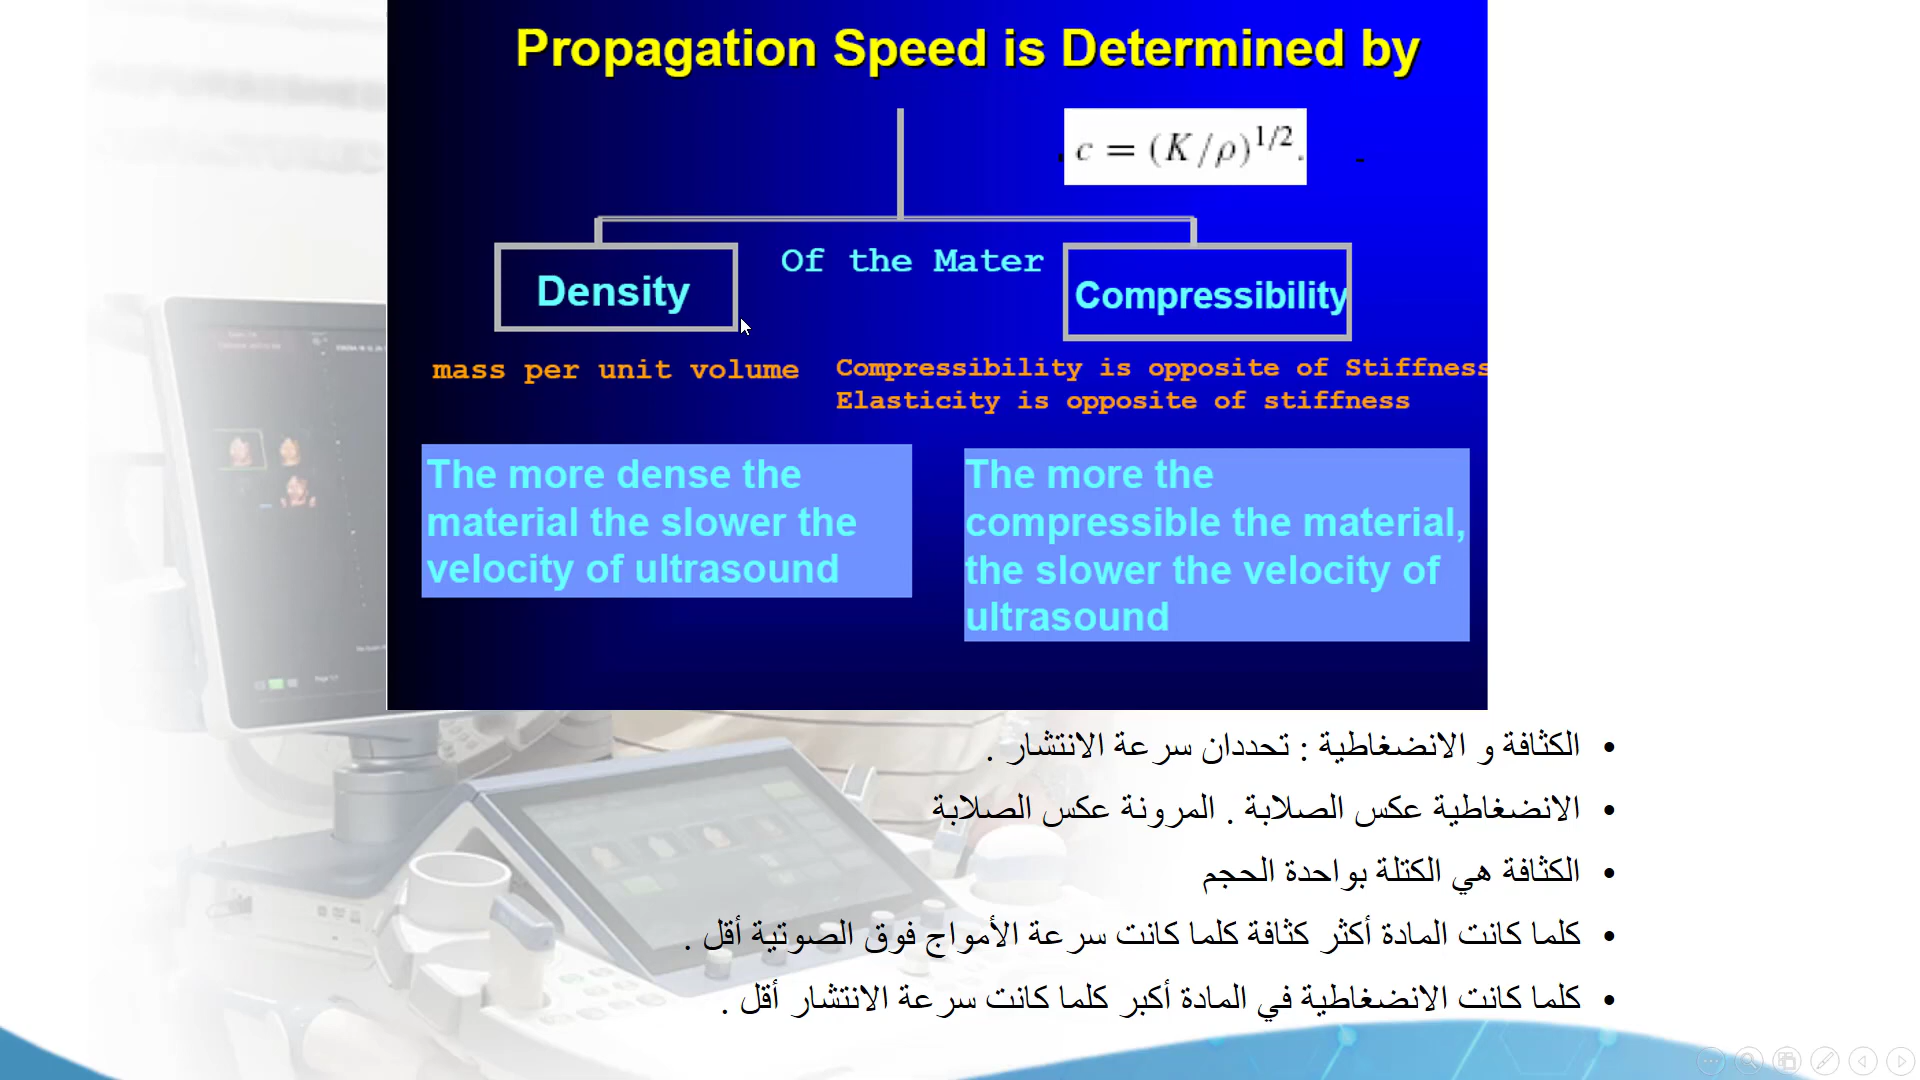 Propagation Speed is Determined by
c = (K/ρ)^1/2.
Of the Mater
Density
Compressibility
mass per unit volume
Compressibility is opposite of Stiffness
Elasticity is opposite of stiffness
The more dense the
material the slower the
velocity of ultrasound
The more the
compressible the material,
the slower the velocity of
ultrasound
• الكثافة و الانضغاطية : تحددان سرعة الانتشار .
• الانضغاطية عكس الصلابة . المرونة عكس الصلابة
• الكثافة هي الكتلة بواحدة الحجم
• كلما كانت المادة أكثر كثافة كلما كانت سرعة الأمواج فوق الصوتية أقل .
• كلما كانت الانضغاطية في المادة أكبر كلما كانت سرعة الانتشار أقل .